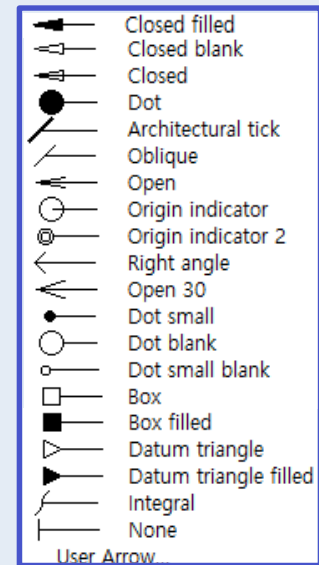 Closed filled
Closed blank
Closed
Dot
Architectural tick
Oblique
Open
Origin indicator
Origin indicator 2
Right angle
Open 30
Dot small
Dot blank
Dot small blank
Box
Box filled
Datum triangle
Datum triangle filled
Integral
None
User Arrow...